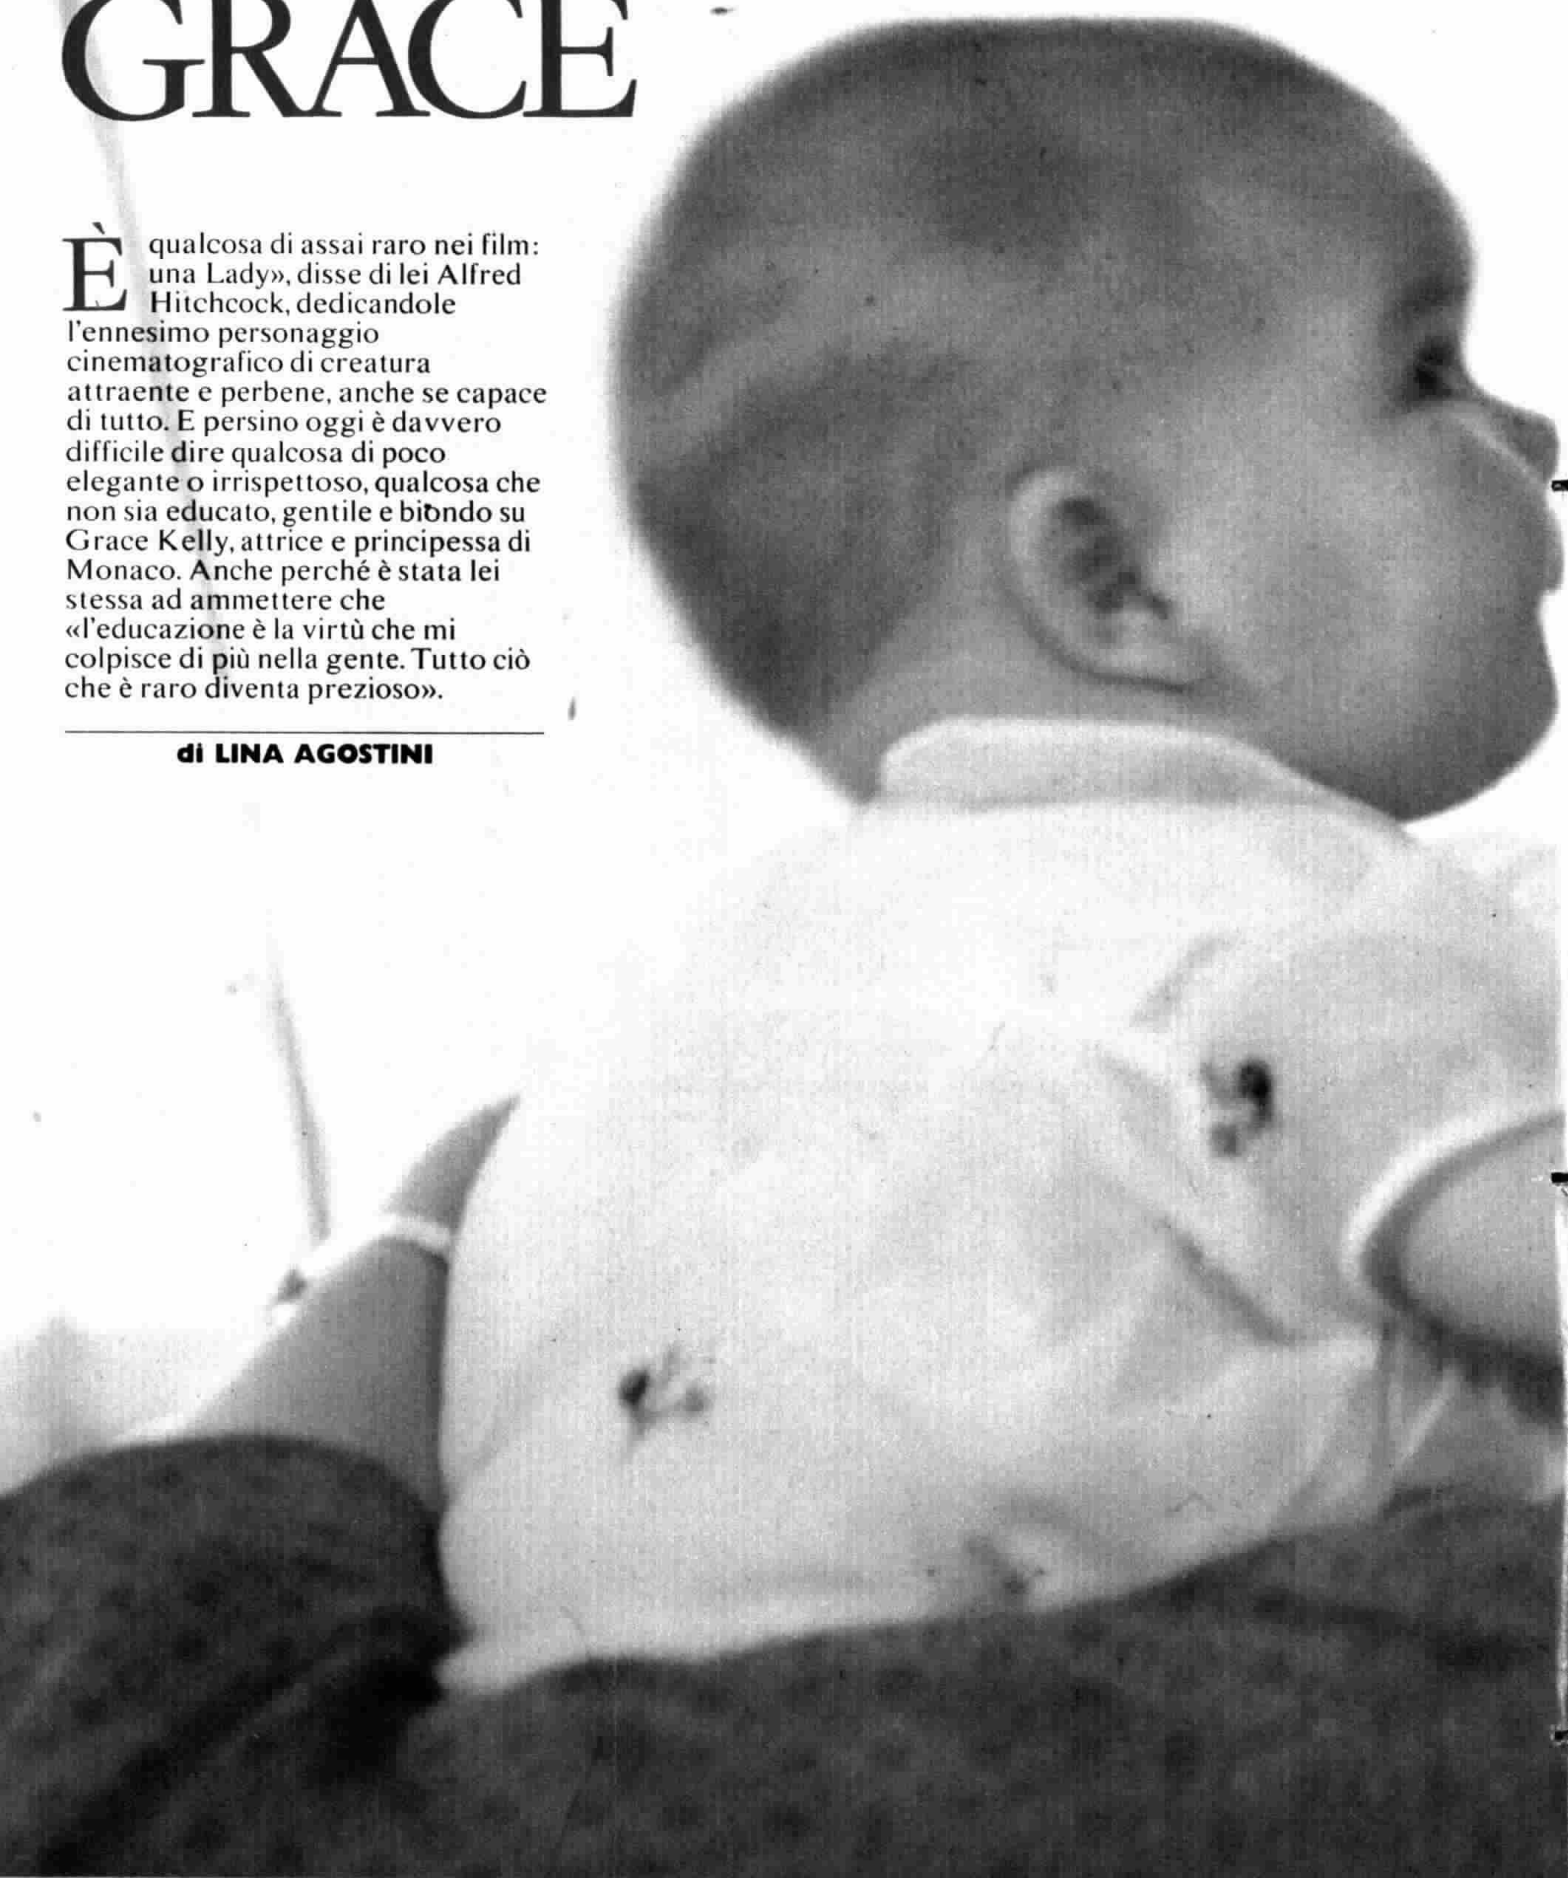 GRACE
È qualcosa di assai raro nei film:
una Lady», disse di lei Alfred
Hitchcock, dedicandole
l'ennesimo personaggio
cinematografico di creatura
attraente e perbene, anche se capace
di tutto. E persino oggi è davvero
difficile dire qualcosa di poco
elegante o irrispettoso, qualcosa che
non sia educato, gentile e biondo su
Grace Kelly, attrice e principessa di
Monaco. Anche perché è stata lei
stessa ad ammettere che
«l'educazione è la virtù che mi
colpisce di più nella gente. Tutto ciò
che è raro diventa prezioso».
di LINA AGOSTINI